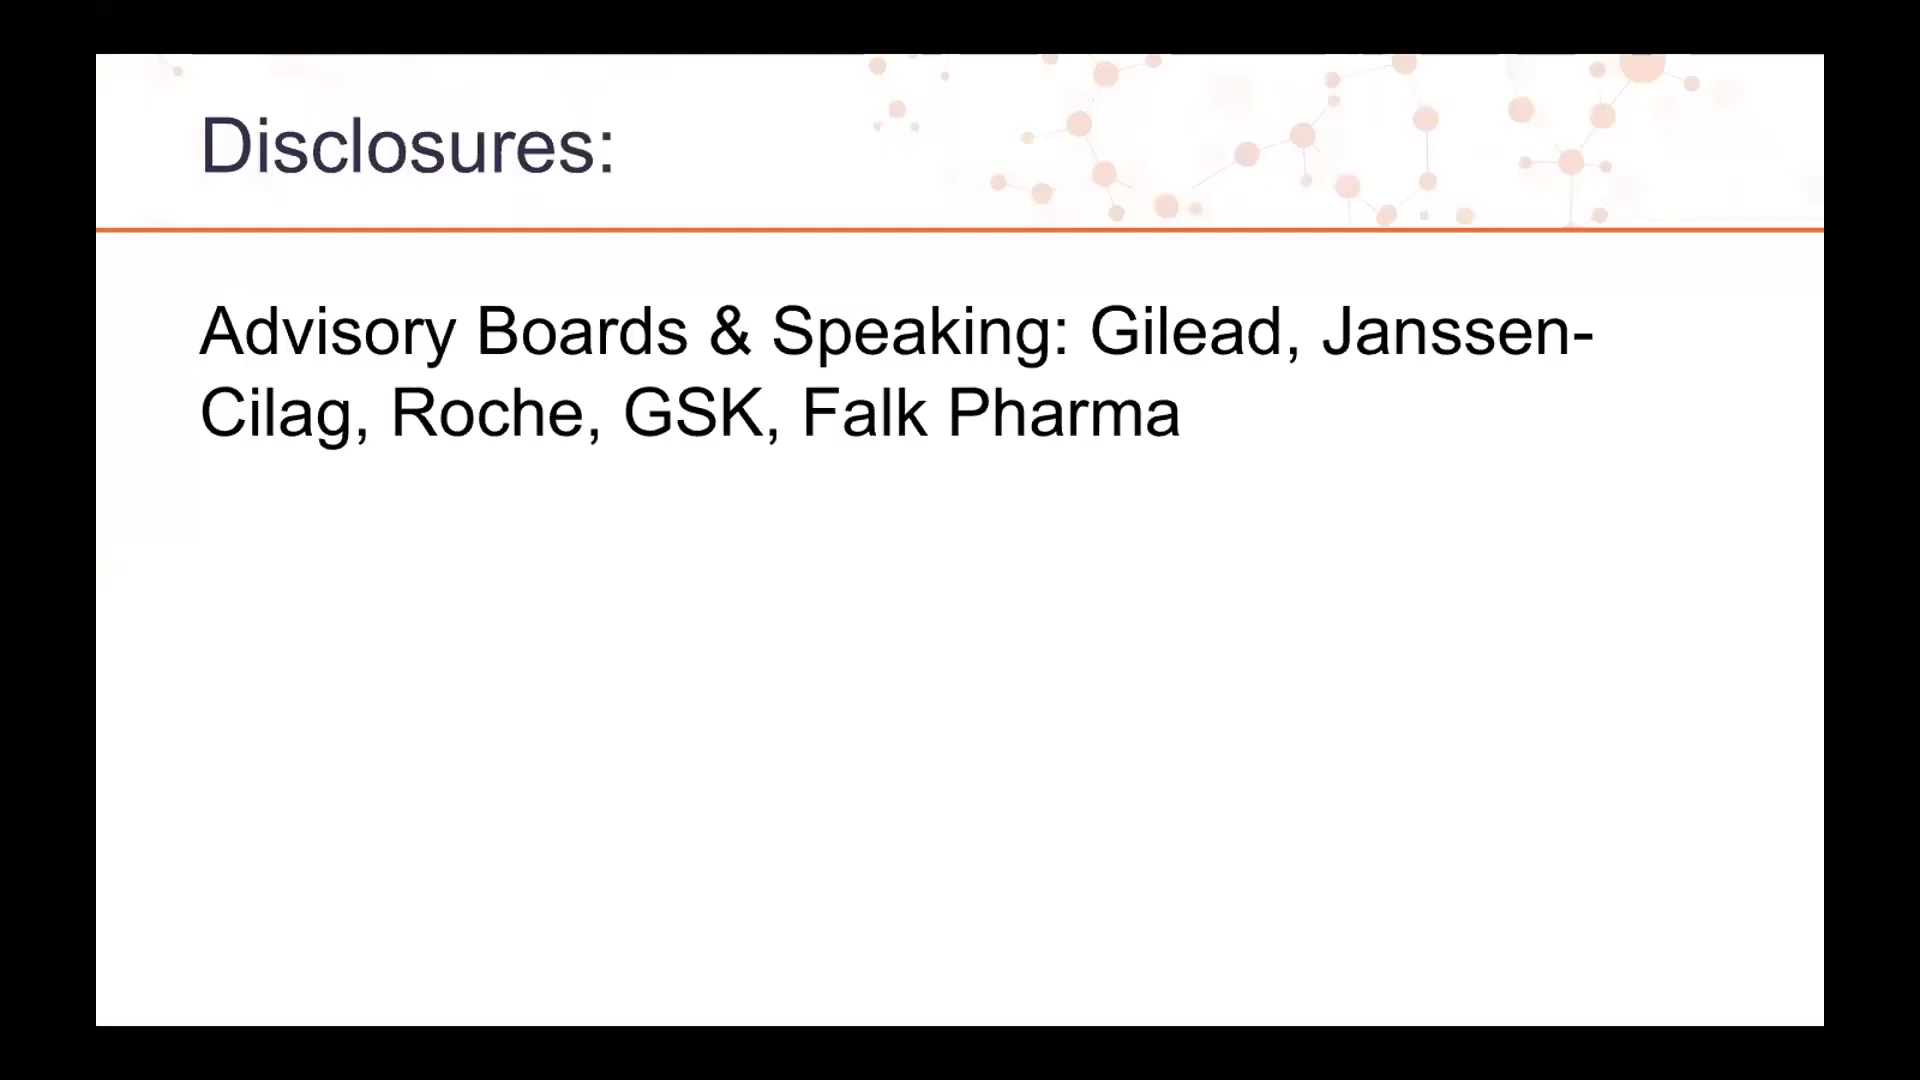 Disclosures:
Advisory Boards & Speaking: Gilead, Janssen-
Cilag, Roche, GSK, Falk Pharma